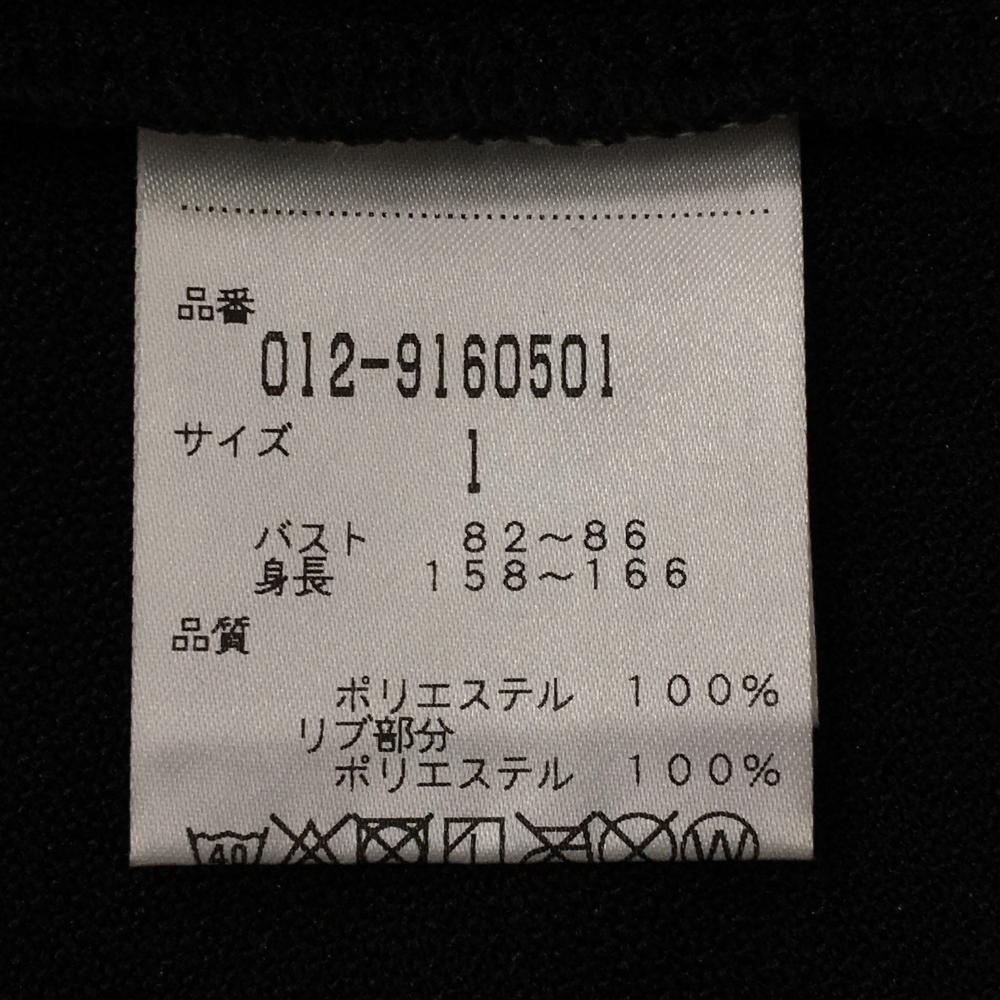 品番
012-9160501
サイズ
1
バスト 82～86
身長 158～166
品質
ポリエステル 100%
リブ部分
ポリエステル 100%
40 W